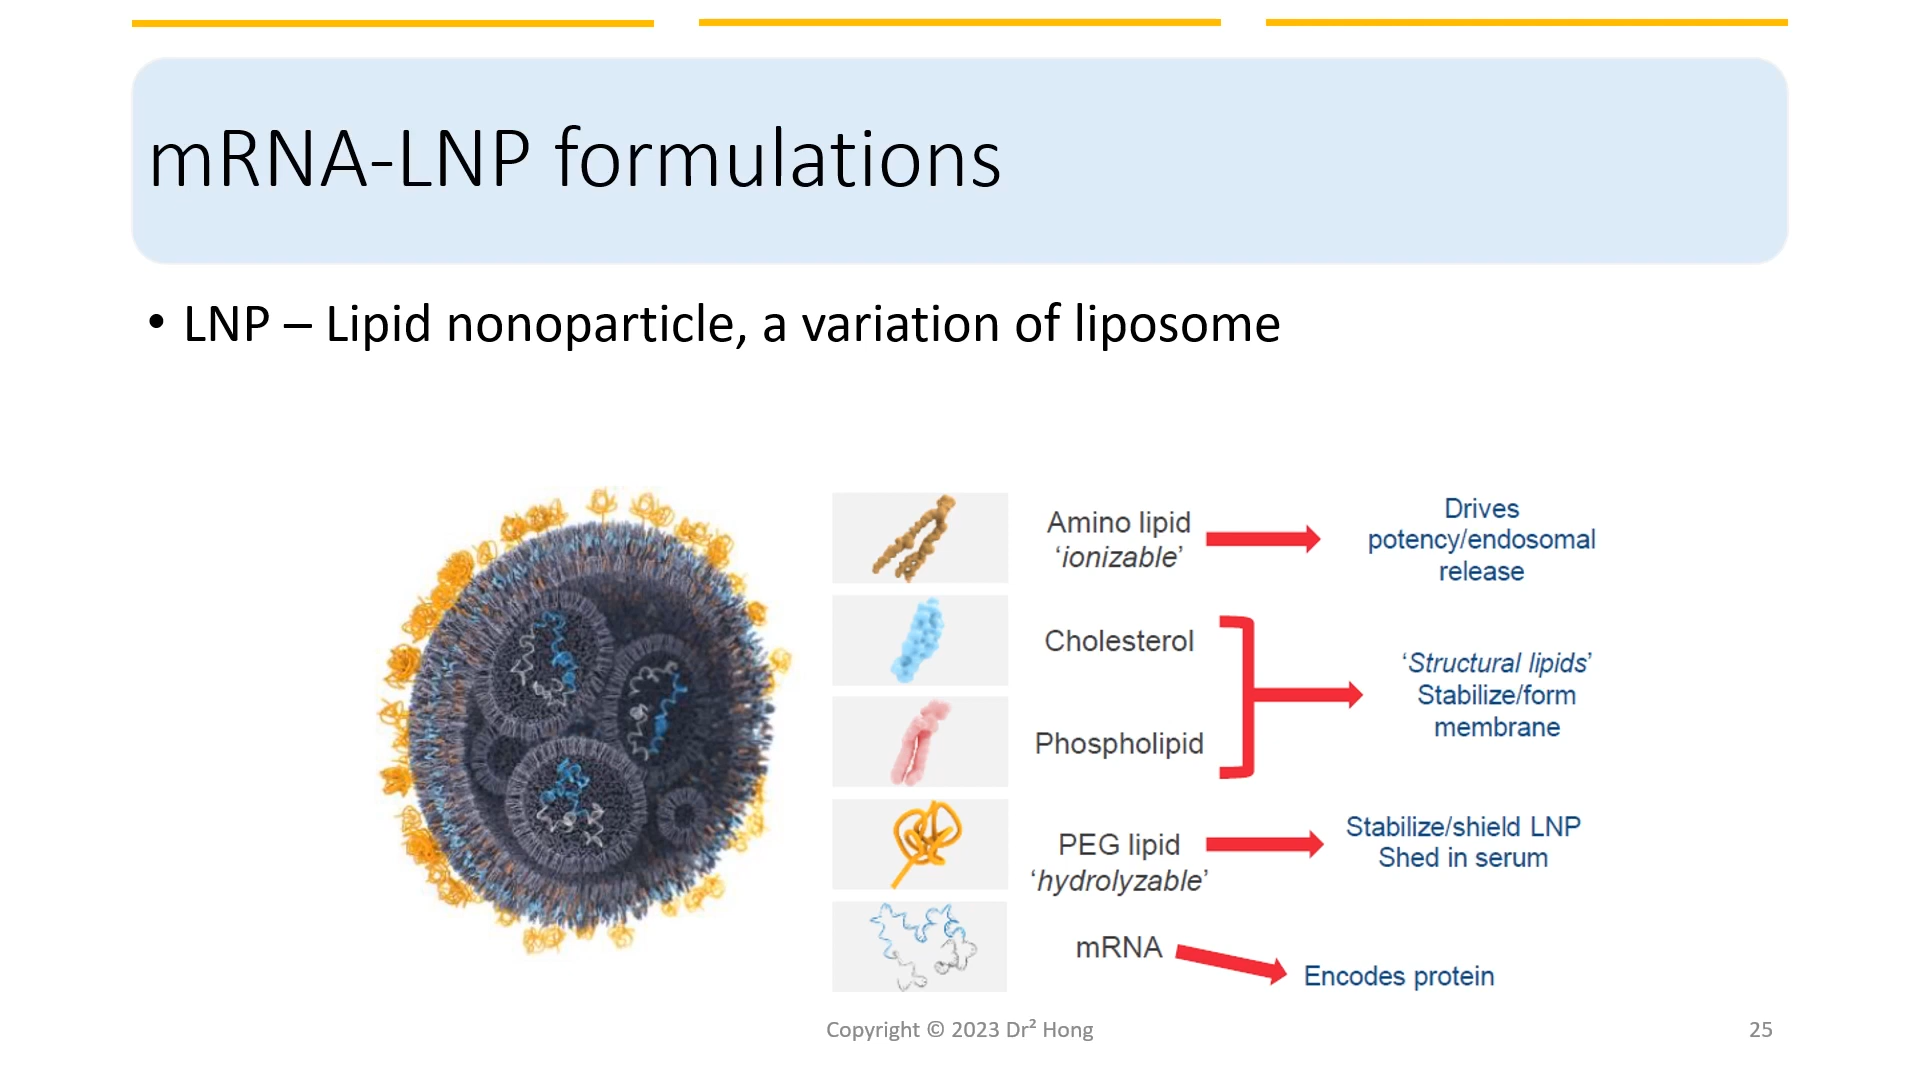 mRNA-LNP formulations
• LNP – Lipid nonoparticle, a variation of liposome
Amino lipid
‘ionizable’
Drives
potency/endosomal
release
Cholesterol
Phospholipid
‘Structural lipids’
Stabilize/form
membrane
PEG lipid
‘hydrolyzable’
Stabilize/shield LNP
Shed in serum
mRNA
Encodes protein
Copyright © 2023 Dr² Hong
25